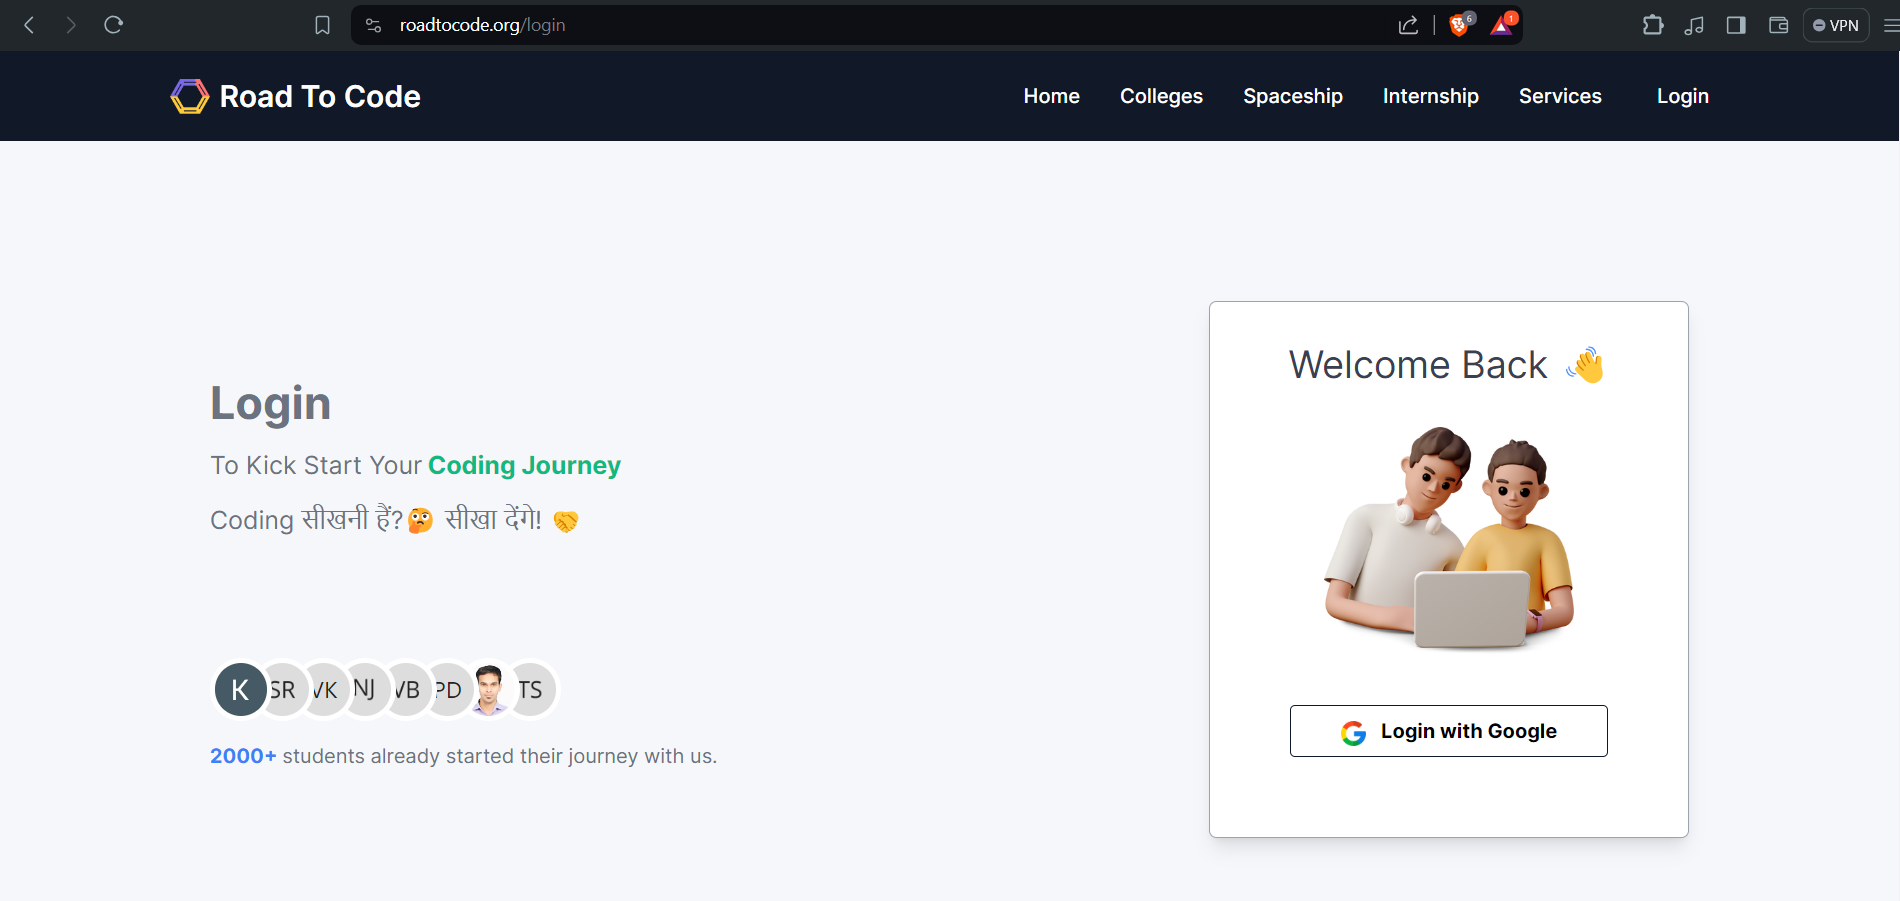 roadtocode.org/login
6
1
VPN
Road To Code
Home
Colleges
Spaceship
Internship
Services
Login
Login
To Kick Start Your Coding Journey
Coding सीखनी हैं?🤔 सीखा देंगे! 🤝
K
SR
VK
NJ
VB
PD
TS
2000+ students already started their journey with us.
Welcome Back 👋
Login with Google